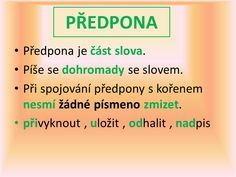 PŘEDPONA
• Předpona je část slova.
• Píše se dohromady se slovem.
• Při spojování předpony s kořenem
nesmí žádné písmeno zmizet.
• přivyknout , uložit , odhalit , nadpis